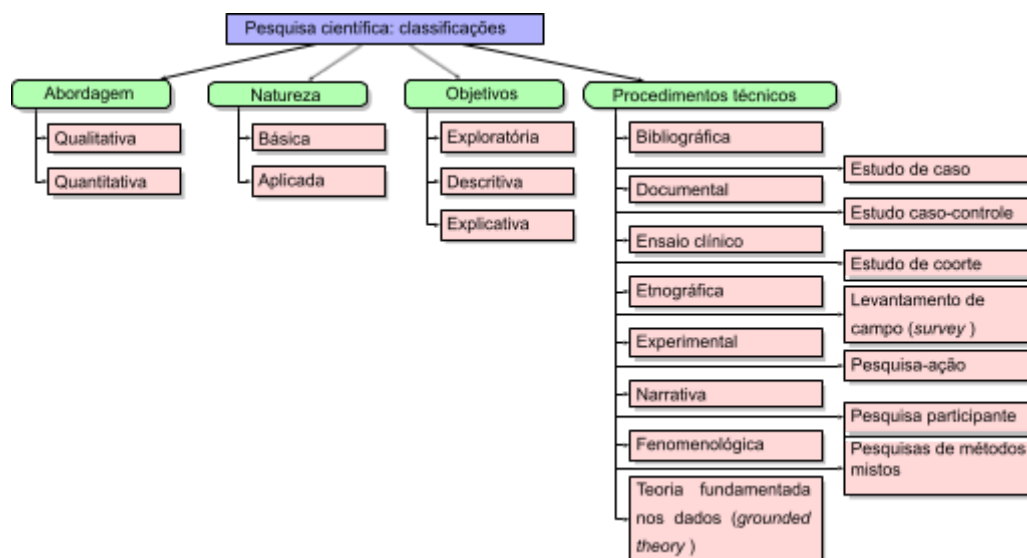 Pesquisa científica: classificações
Abordagem
Qualitativa
Quantitativa
Natureza
Básica
Aplicada
Objetivos
Exploratória
Descritiva
Explicativa
Procedimentos técnicos
Bibliográfica
Estudo de caso
Documental
Estudo caso-controle
Ensaio clínico
Estudo de coorte
Etnográfica
Levantamento de
campo (survey )
Experimental
Pesquisa-ação
Narrativa
Pesquisa participante
Fenomenológica
Pesquisas de métodos
mistos
Teoria fundamentada
nos dados (grounded
theory )